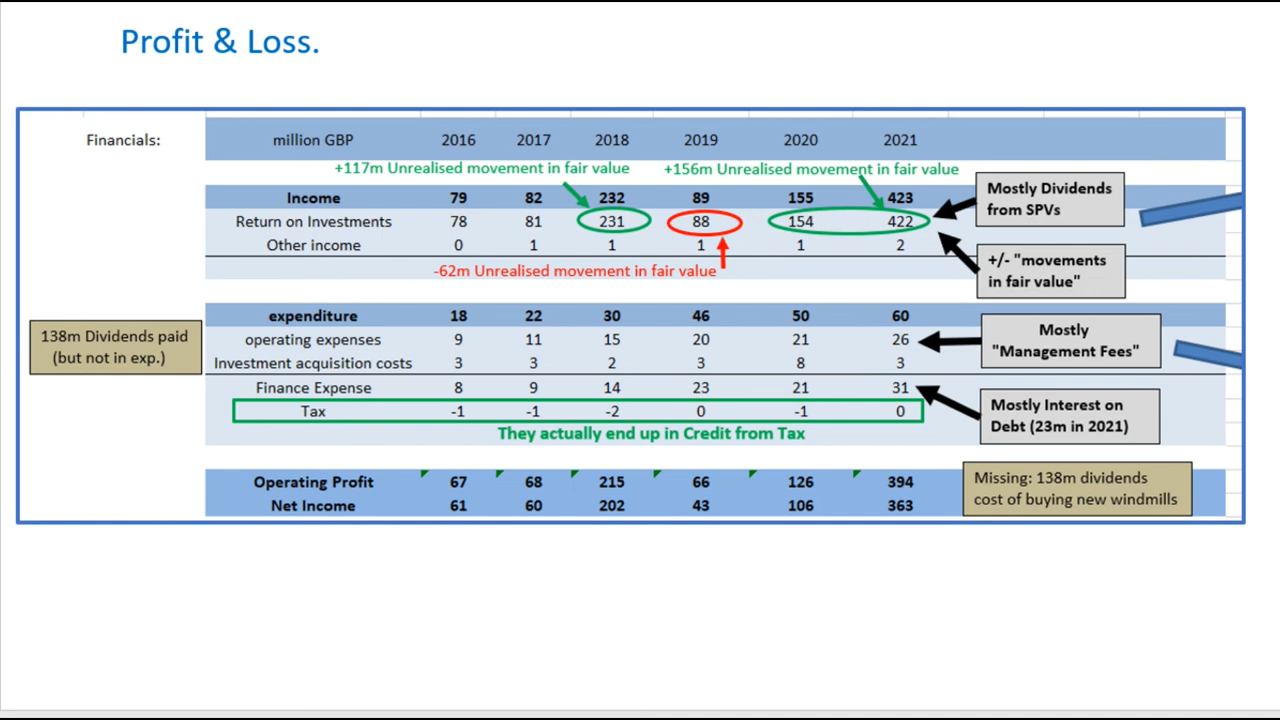 Profit & Loss.
Financials: million GBP 2016 2017 2018 2019 2020 2021
+117m Unrealised movement in fair value +156m Unrealised movement in fair value
Income 79 82 232 89 155 423
Mostly Dividends
from SPVs
Return on Investments 78 81 231 88 154 422
Other income 0 1 1 1 1 2
+/- "movements
in fair value"
-62m Unrealised movement in fair value
expenditure 18 22 30 46 50 60
138m Dividends paid
(but not in exp.)
operating expenses 9 11 15 20 21 26
Mostly
"Management Fees"
Investment acquisition costs 3 3 2 3 8 3
Finance Expense 8 9 14 23 21 31
Mostly Interest on
Debt (23m in 2021)
Tax -1 -1 -2 0 -1 0
They actually end up in Credit from Tax
Operating Profit 67 68 215 66 126 394
Net Income 61 60 202 43 106 363
Missing: 138m dividends
cost of buying new windmills